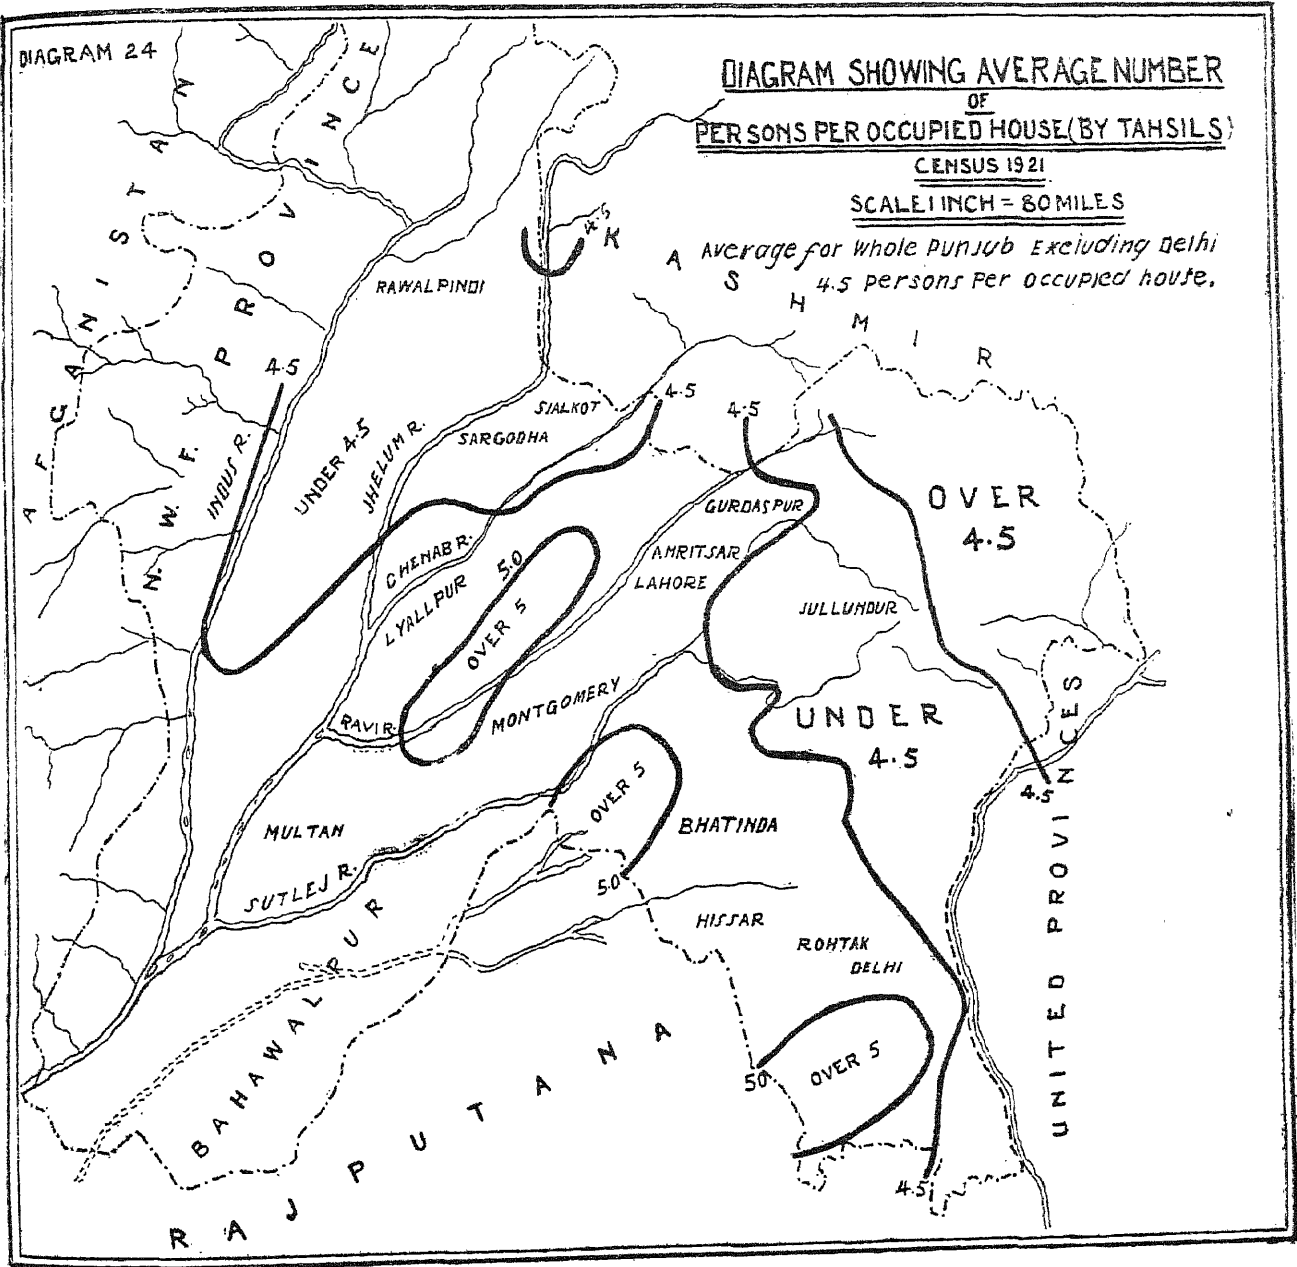 DIAGRAM 24
DIAGRAM SHOWING AVERAGE NUMBER
OF
PERSONS PER OCCUPIED HOUSE (BY TAHSILS)
CENSUS 1921
SCALE 1 INCH = 80 MILES
Average for Whole Punjub Excluding Delhi
4.5 persons Per occupied house.
AFGANISTAN
N. W. F. PROVINCE
KASHMIR
4.5
RAWALPINDI
4.5
4.5
4.5
SIALKOT
SARGODHA
UNDER 4.5
JHELUM R.
INDUS R.
OVER
4.5
GURDASPUR
CHENAB R.
5.0
AMRITSAR
LAHORE
LYALLPUR
JULLUNDUR
OVER 5
MONTGOMERY
RAVI R.
UNDER
4.5
4.5
OVER 5
MULTAN
BHATINDA
SUTLEJ R.
5.0
HISSAR
ROHTAK
DELHI
UNITED PROVINCES
BAHAWALPUR
50
OVER 5
4.5
RAJPUTANA